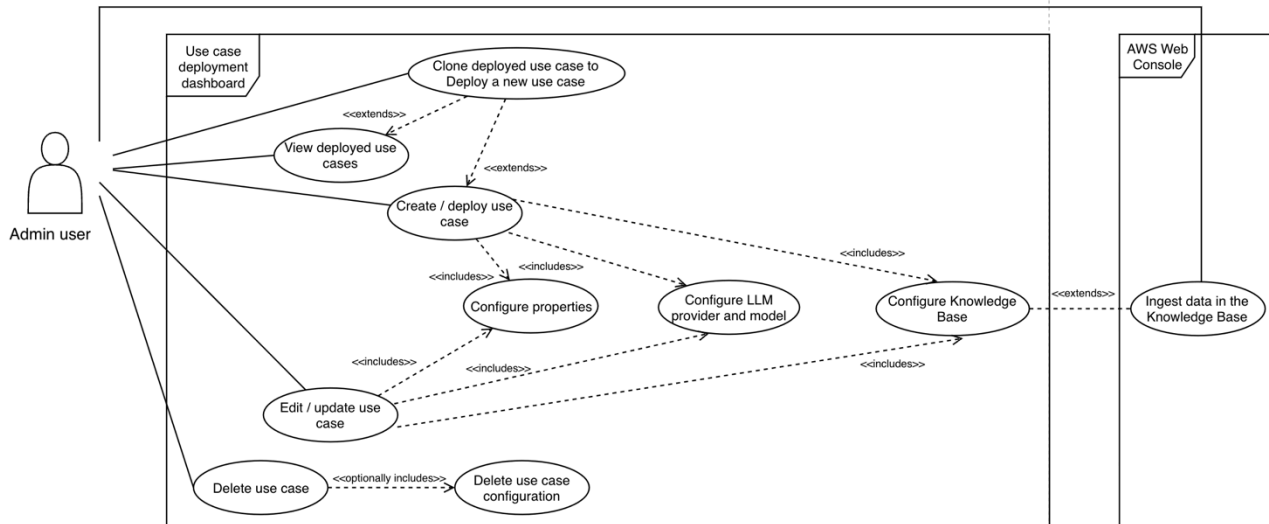 Use case
deployment
dashboard
Clone deployed use case to
Deploy a new use case
AWS Web
Console
<<extends>>
View deployed use
cases
<<extends>>
Create / deploy use
case
Admin user
<<includes>>
<<includes>>
<<includes>>
Configure properties
Configure LLM
provider and model
Configure Knowledge
Base
<<extends>>
Ingest data in the
Knowledge Base
<<includes>>
<<includes>>
<<includes>>
Edit / update use
case
Delete use case
<<optionally includes>>
Delete use case
configuration